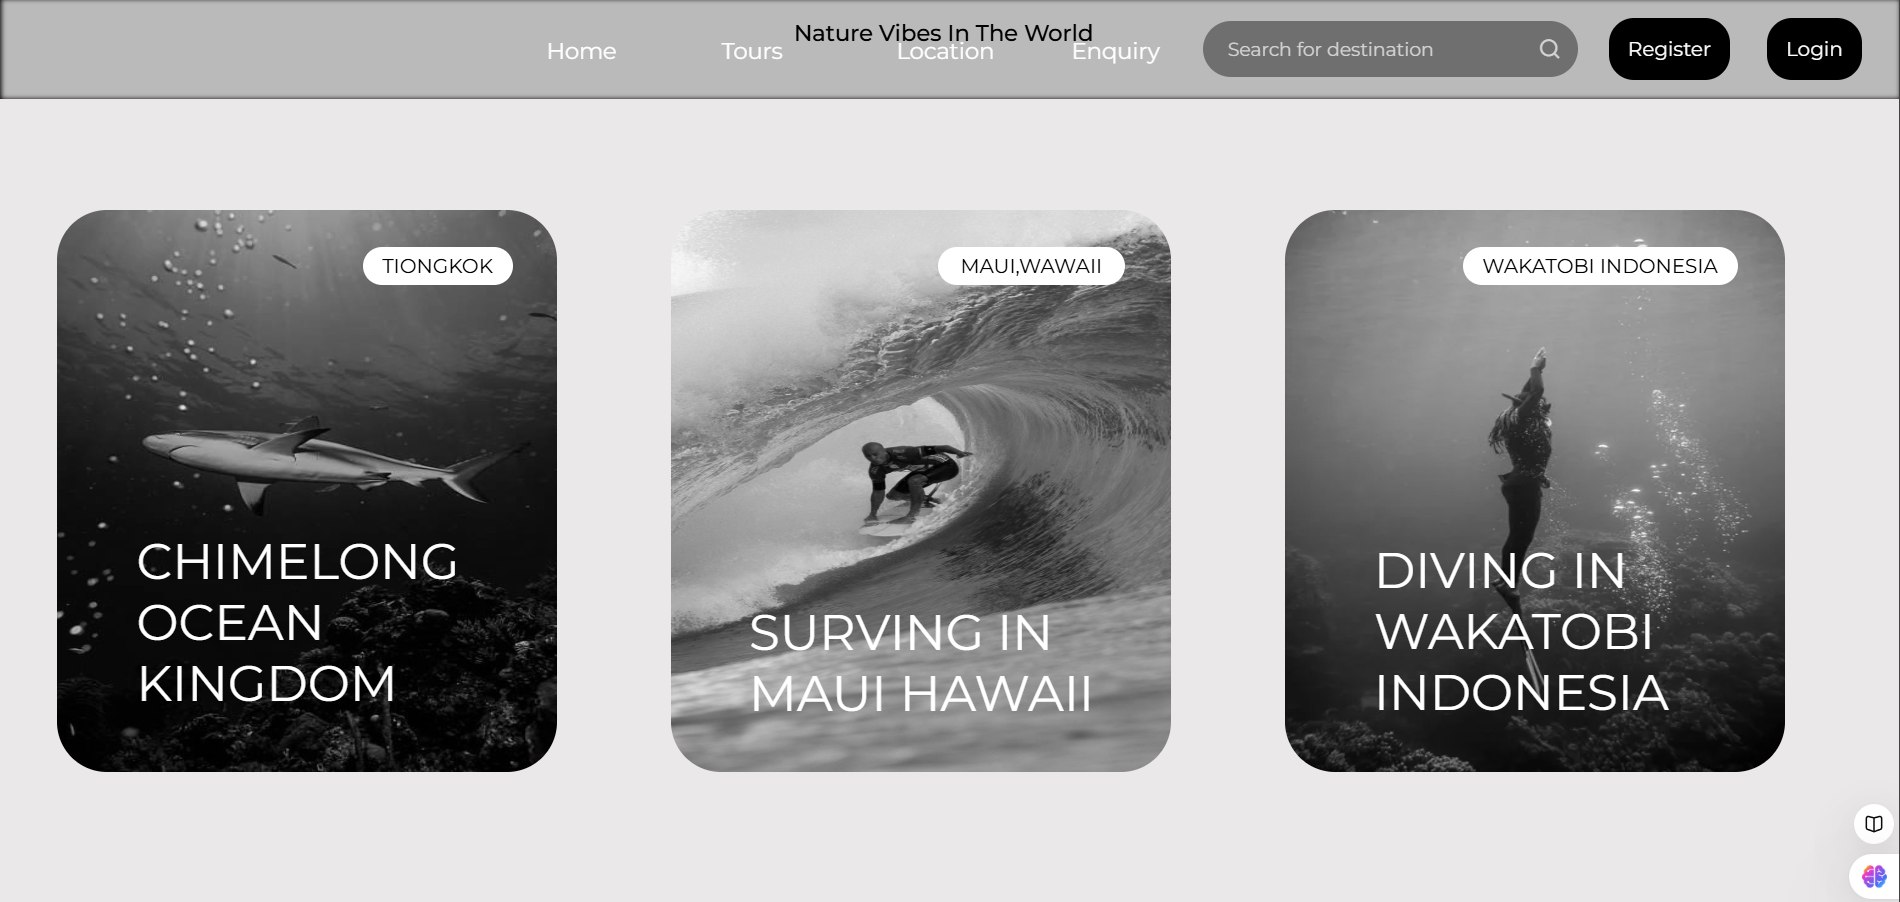 Nature Vibes In The World
Home Tours Location Enquiry Search for destination Register Login
TIONGKOK
CHIMELONG
OCEAN
KINGDOM
MAUI,WAWAII
SURVING IN
MAUI HAWAII
WAKATOBI INDONESIA
DIVING IN
WAKATOBI
INDONESIA